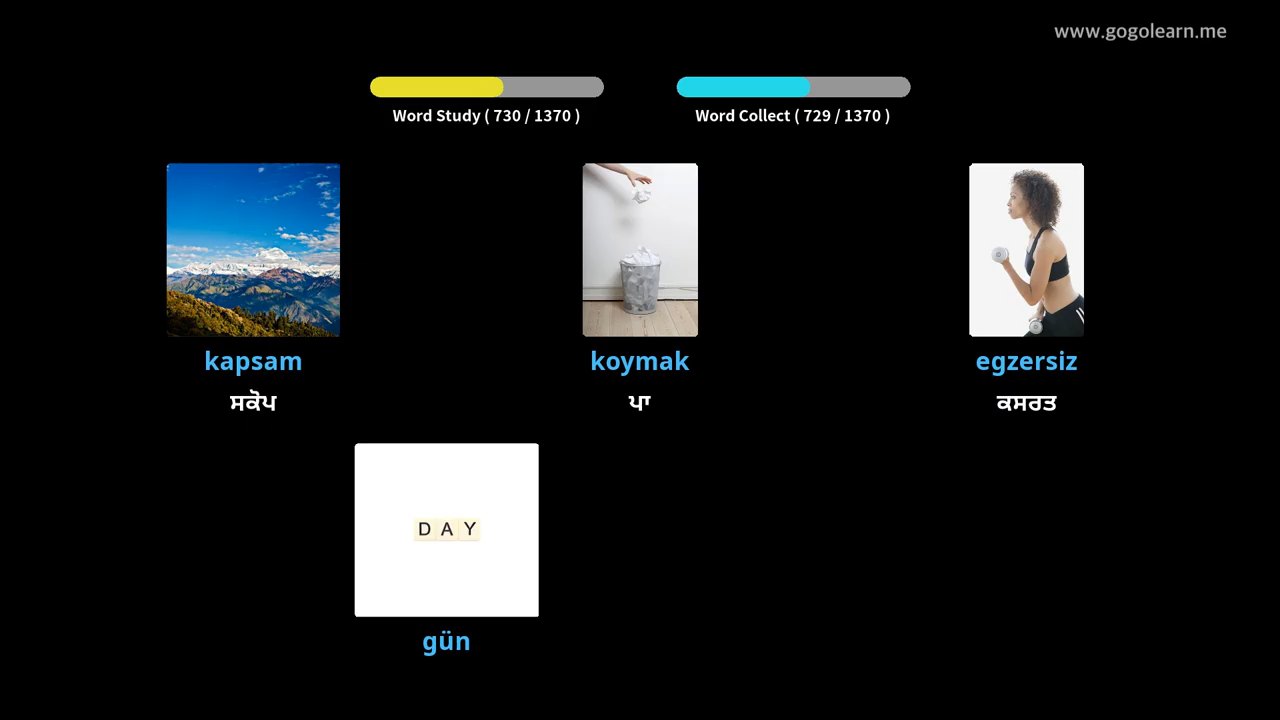 www.gogolearn.me
Word Study ( 730 / 1370 )
Word Collect ( 729 / 1370 )
kapsam
koymak
egzersiz
ਸਕੋਪ
ਪਾ
ਕਸਰਤ
DAY
gün